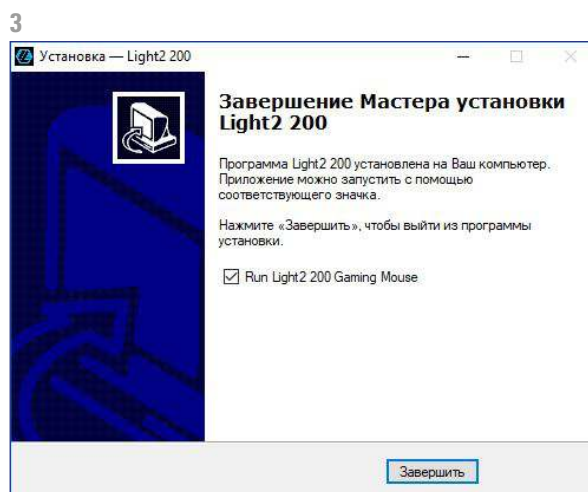 3
Установка — Light2 200
Завершение Мастера установки
Light2 200
Программа Light2 200 установлена на Ваш компьютер.
Приложение можно запустить с помощью
соответствующего значка.
Нажмите «Завершить», чтобы выйти из программы
установки.
Run Light2 200 Gaming Mouse
Завершить